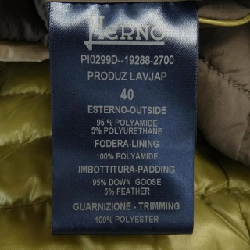 HERNO
PI0299D--19288-2700
PRODUZ LAVJAP
40
ESTERNO-OUTSIDE
95% POLYAMIDE
5% POLYURETHANE
FODERA-LINING
100% POLYAMIDE
IMBOTTITURA-PADDING
95% DOWN GOOSE
5% FEATHER
GUARNIZIONE - TRIMMING
100% POLYESTER